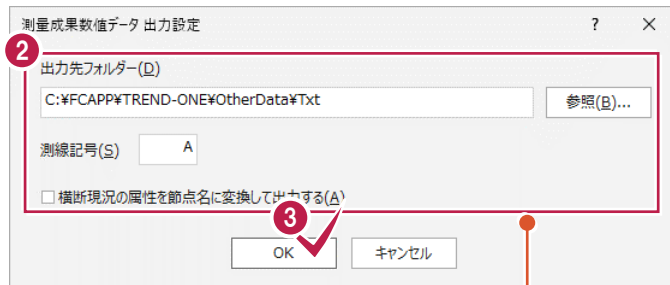 測量成果数値データ 出力設定 ? ×
2
出力先フォルダー(D)
C:¥FCAPP¥TREND-ONE¥OtherData¥Txt 参照(B)...
測線記号(S) A
横断現況の属性を節点名に変換して出力する(A)
3
OK キャンセル